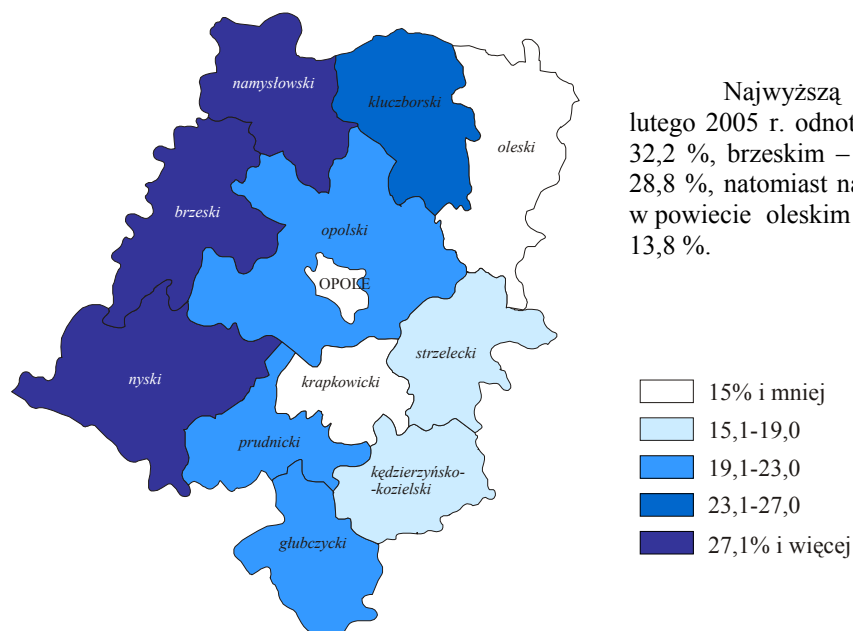 namysłowski
kluczborski
oleski
brzeski
opolski
OPOLE
strzelecki
nyski
krapkowicki
prudnicki
kędzierzyńsko-
-kozielski
głubczycki
Najwyższą
lutego 2005 r. odnot
32,2 %, brzeskim –
28,8 %, natomiast na
w powiecie oleskim
13,8 %.
15% i mniej
15,1-19,0
19,1-23,0
23,1-27,0
27,1% i więcej